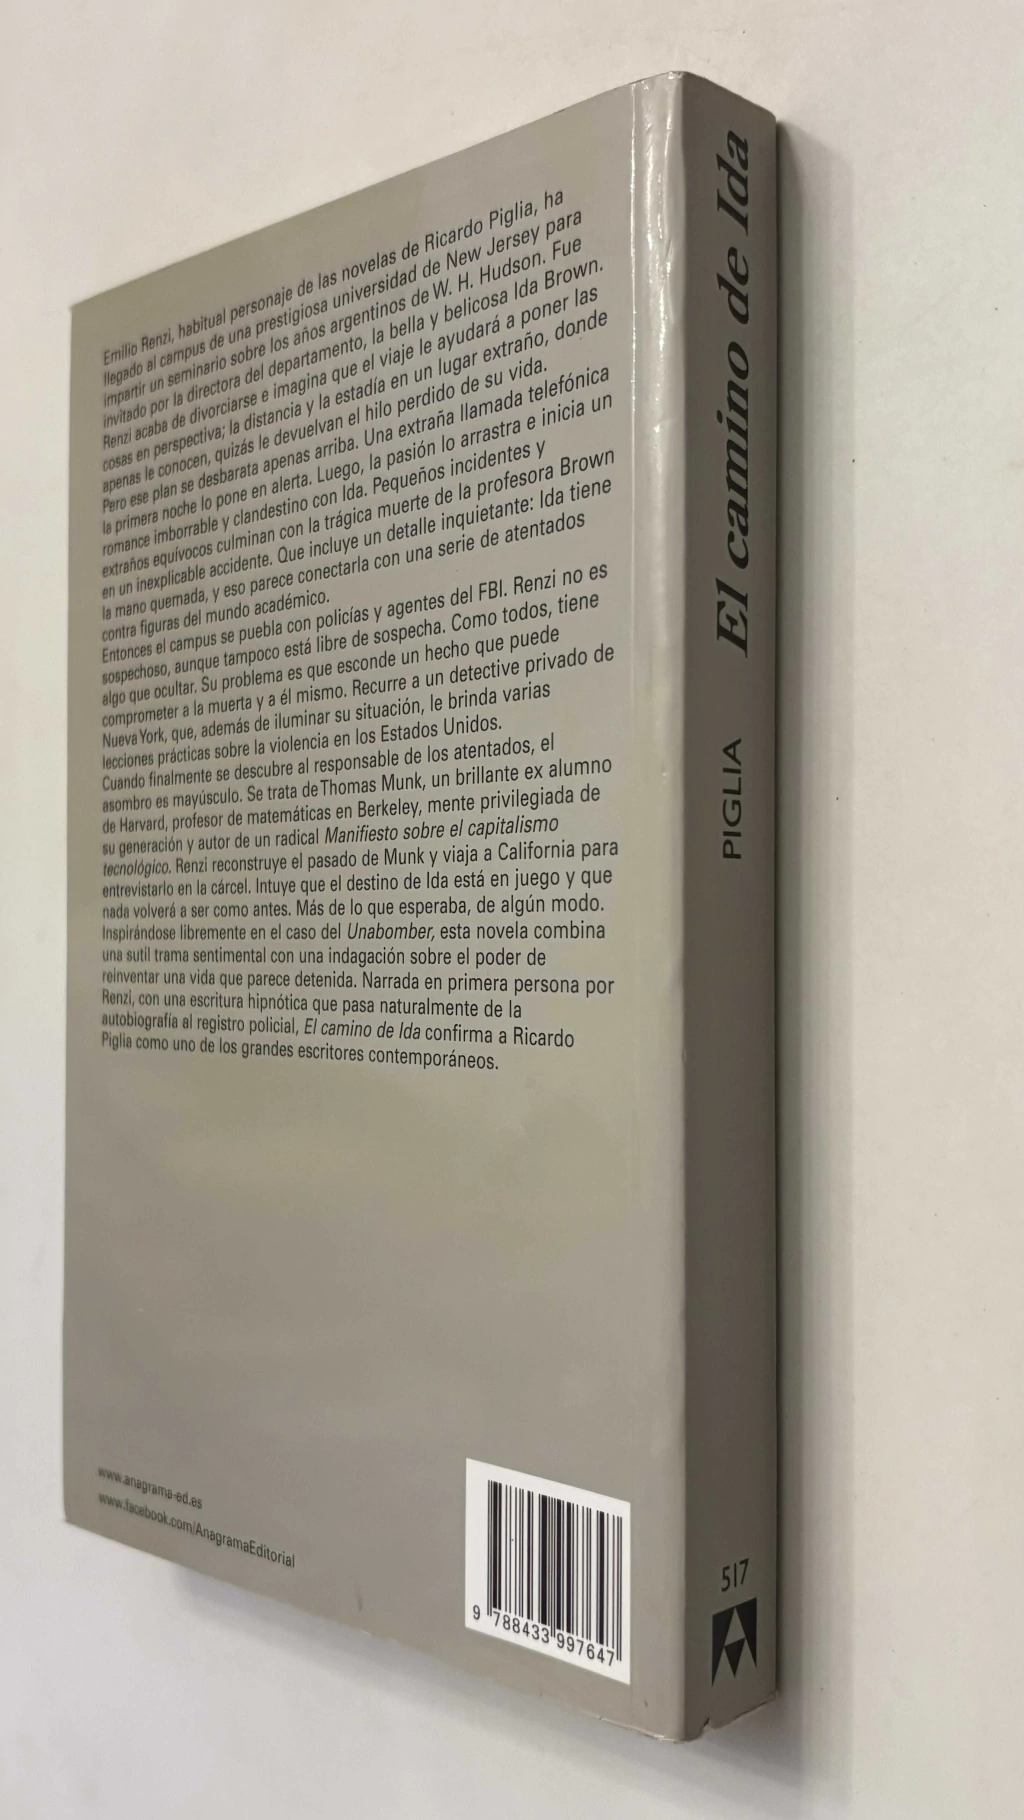 Emilio Renzi, habitual personaje de las novelas de Ricardo Piglia, ha
llegado al campus de una prestigiosa universidad de New Jersey para
impartir un seminario sobre los años argentinos de W. H. Hudson. Fue
invitado por la directora del departamento, la bella y belicosa Ida Brown.
Renzi acaba de divorciarse e imagina que el viaje le ayudará a poner las
cosas en perspectiva; la distancia y la estadía en un lugar extraño, donde
apenas le conocen, quizás le devuelvan el hilo perdido de su vida.
Pero ese plan se desbarata apenas arriba. Una extraña llamada telefónica
la primera noche lo pone en alerta. Luego, la pasión lo arrastra e inicia un
romance imborrable y clandestino con Ida. Pequeños incidentes y
extraños equívocos culminan con la trágica muerte de la profesora Brown
en un inexplicable accidente. Que incluye un detalle inquietante: Ida tiene
la mano quemada, y eso parece conectarla con una serie de atentados
contra figuras del mundo académico.
Entonces el campus se puebla con policías y agentes del FBI. Renzi no es
sospechoso, aunque tampoco está libre de sospecha. Como todos, tiene
algo que ocultar. Su problema es que esconde un hecho que puede
comprometer a la muerta y a él mismo. Recurre a un detective privado de
Nueva York, que, además de iluminar su situación, le brinda varias
lecciones prácticas sobre la violencia en los Estados Unidos.
Cuando finalmente se descubre al responsable de los atentados, el
asombro es mayúsculo. Se trata de Thomas Munk, un brillante ex alumno
de Harvard, profesor de matemáticas en Berkeley, mente privilegiada de
su generación y autor de un radical Manifiesto sobre el capitalismo
tecnológico. Renzi reconstruye el pasado de Munk y viaja a California para
entrevistarlo en la cárcel. Intuye que el destino de Ida está en juego y que
nada volverá a ser como antes. Más de lo que esperaba, de algún modo.
Inspirándose libremente en el caso del Unabomber, esta novela combina
una sutil trama sentimental con una indagación sobre el poder de
reinventar una vida que parece detenida. Narrada en primera persona por
Renzi, con una escritura hipnótica que pasa naturalmente de la
autobiografía al registro policial, El camino de Ida confirma a Ricardo
Piglia como uno de los grandes escritores contemporáneos.
www.anagrama-ed.es
www.facebook.com/AnagramaEditorial
9 788433 997647
PIGLIA El camino de Ida
517